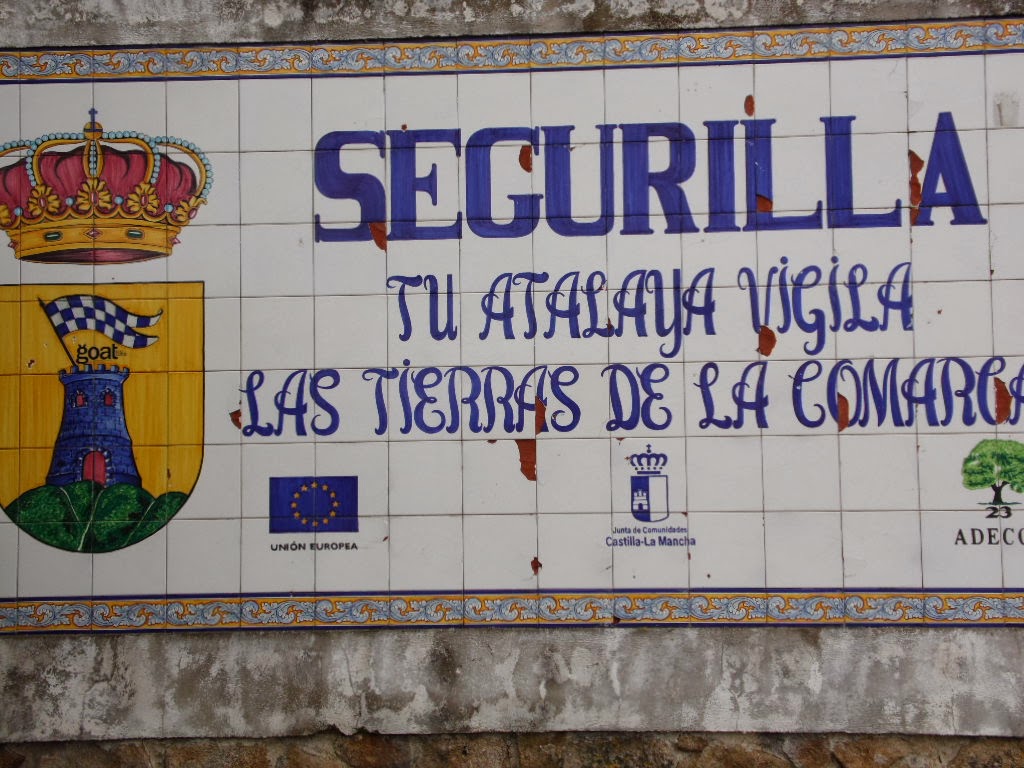 SEGURILLA
TU ATALAYA VIGILA
LAS TIERRAS DE LA COMARCA
goat
UNIÓN EUROPEA
Junta de Comunidades
Castilla-La Mancha
23
ADECO